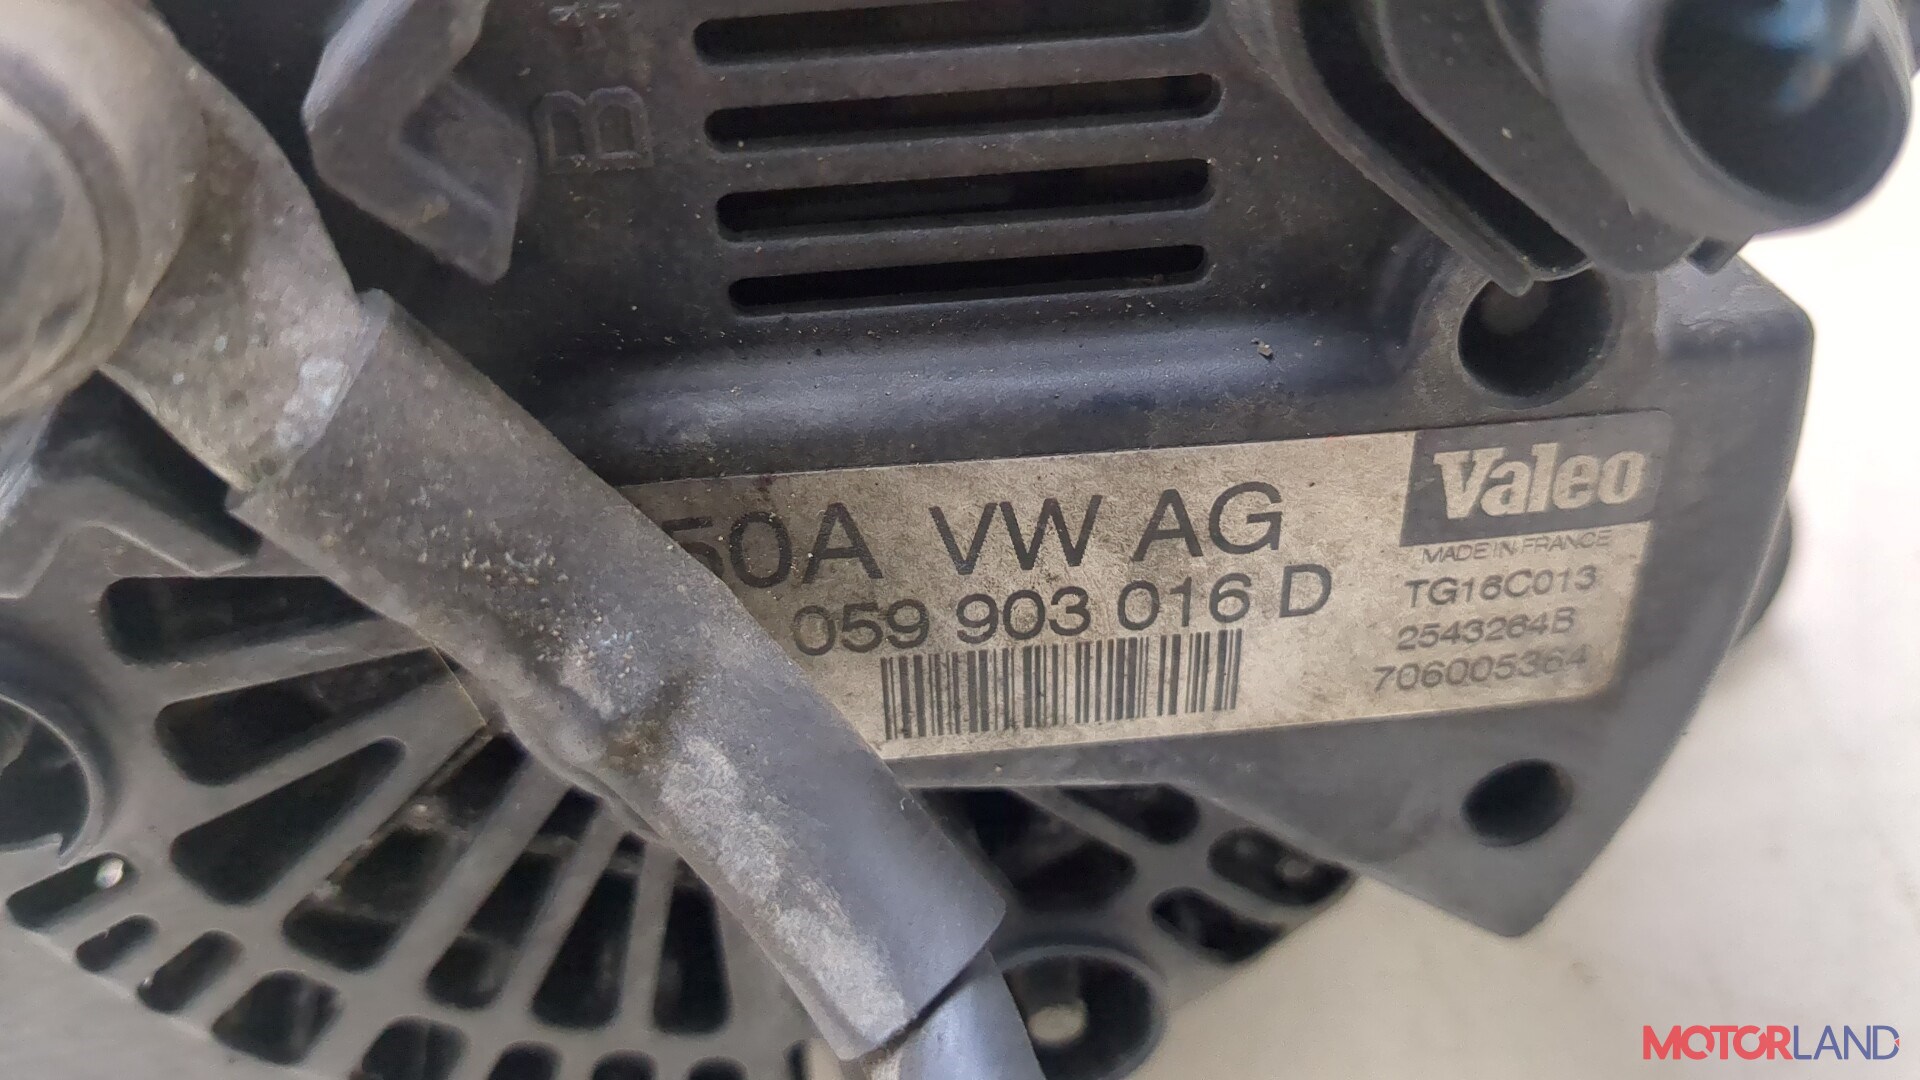 B+
50A VW AG
059 903 016 D
Valeo
MADE IN FRANCE
TG16C013
2543264B
706005364
MOTORLAND